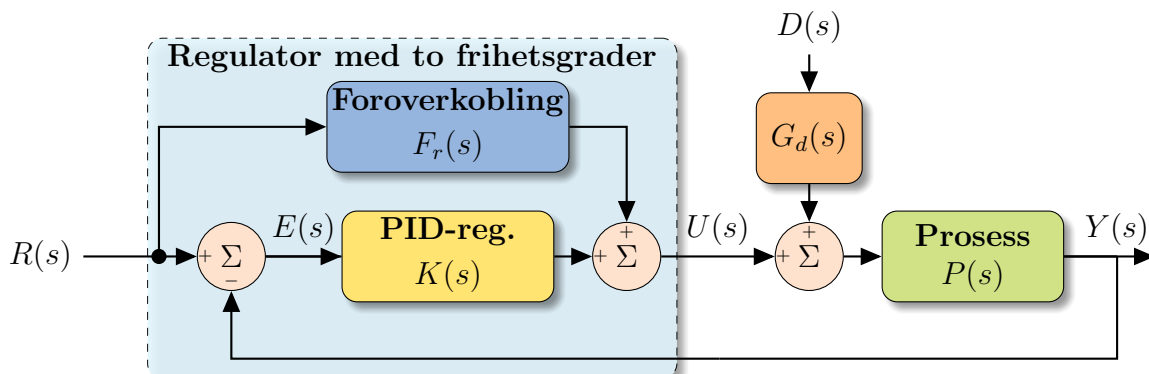 D(s)
Regulator med to frihetsgrader
Foroverkobling
F_r(s)
G_d(s)
R(s)
+ Σ
−
E(s)
PID-reg.
K(s)
+
+ Σ
U(s)
+
+ Σ
Prosess
P(s)
Y(s)